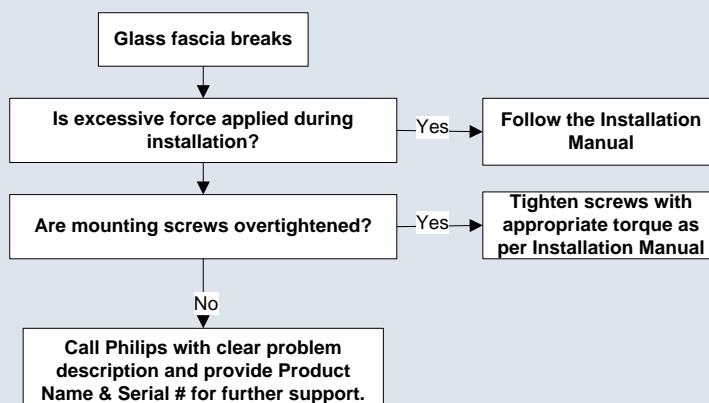 Glass fascia breaks
Is excessive force applied during
installation?
Yes
Follow the Installation
Manual
Are mounting screws overtightened?
Yes
Tighten screws with
appropriate torque as
per Installation Manual
No
Call Philips with clear problem
description and provide Product
Name & Serial # for further support.